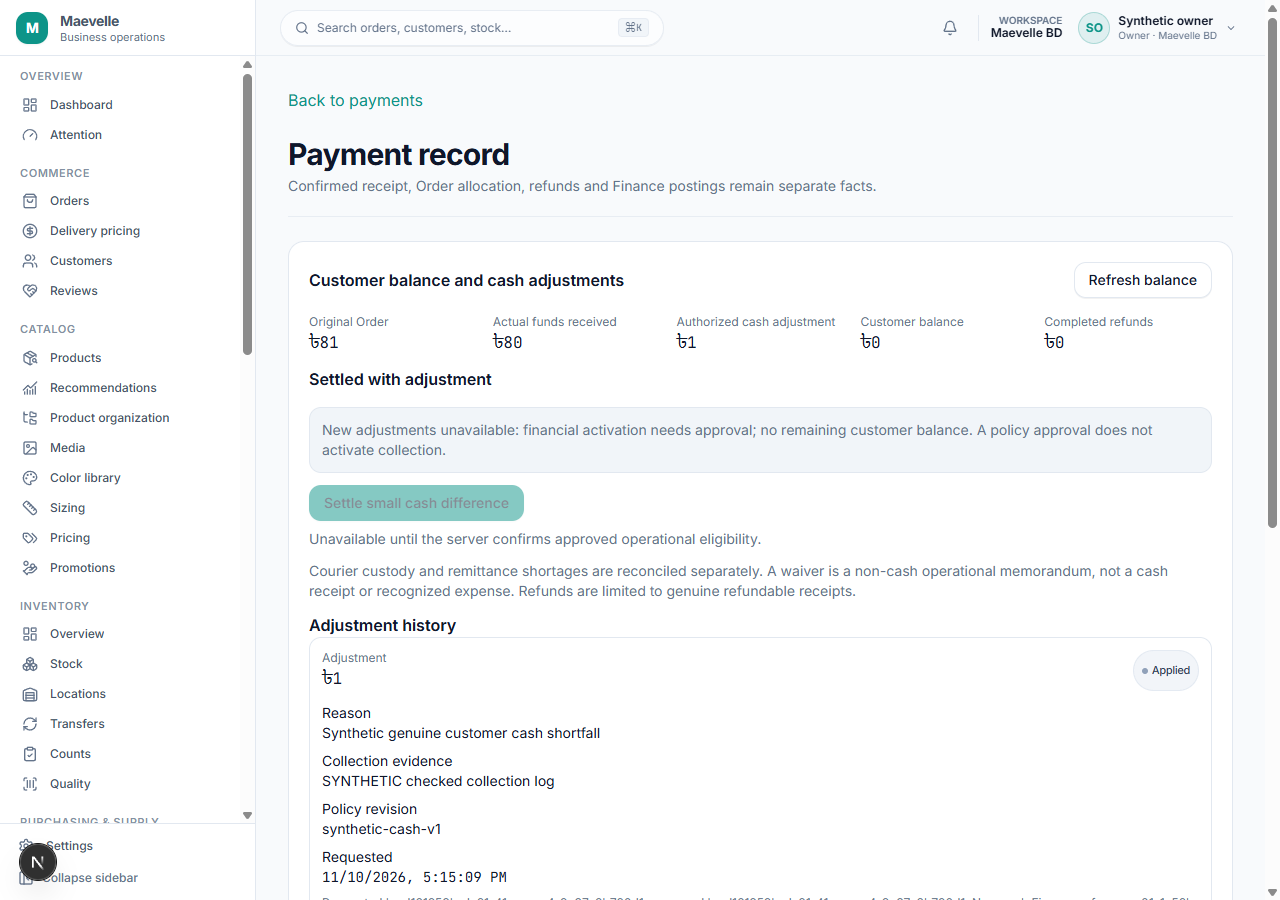 M
Maevelle
Business operations
Search orders, customers, stock...
⌘K
WORKSPACE
Maevelle BD
SO
Synthetic owner
Owner · Maevelle BD
OVERVIEW
Dashboard
Attention
COMMERCE
Orders
Delivery pricing
Customers
Reviews
CATALOG
Products
Recommendations
Product organization
Media
Color library
Sizing
Pricing
Promotions
INVENTORY
Overview
Stock
Locations
Transfers
Counts
Quality
PURCHASING & SUPPLY
Settings
N
Collapse sidebar
Back to payments
Payment record
Confirmed receipt, Order allocation, refunds and Finance postings remain separate facts.
Customer balance and cash adjustments
Refresh balance
Original Order
Actual funds received
Authorized cash adjustment
Customer balance
Completed refunds
৳81
৳80
৳1
৳0
৳0
Settled with adjustment
New adjustments unavailable: financial activation needs approval; no remaining customer balance. A policy approval does not
activate collection.
Settle small cash difference
Unavailable until the server confirms approved operational eligibility.
Courier custody and remittance shortages are reconciled separately. A waiver is a non-cash operational memorandum, not a cash
receipt or recognized expense. Refunds are limited to genuine refundable receipts.
Adjustment history
Adjustment
৳1
Applied
Reason
Synthetic genuine customer cash shortfall
Collection evidence
SYNTHETIC checked collection log
Policy revision
synthetic-cash-v1
Requested
11/10/2026, 5:15:09 PM